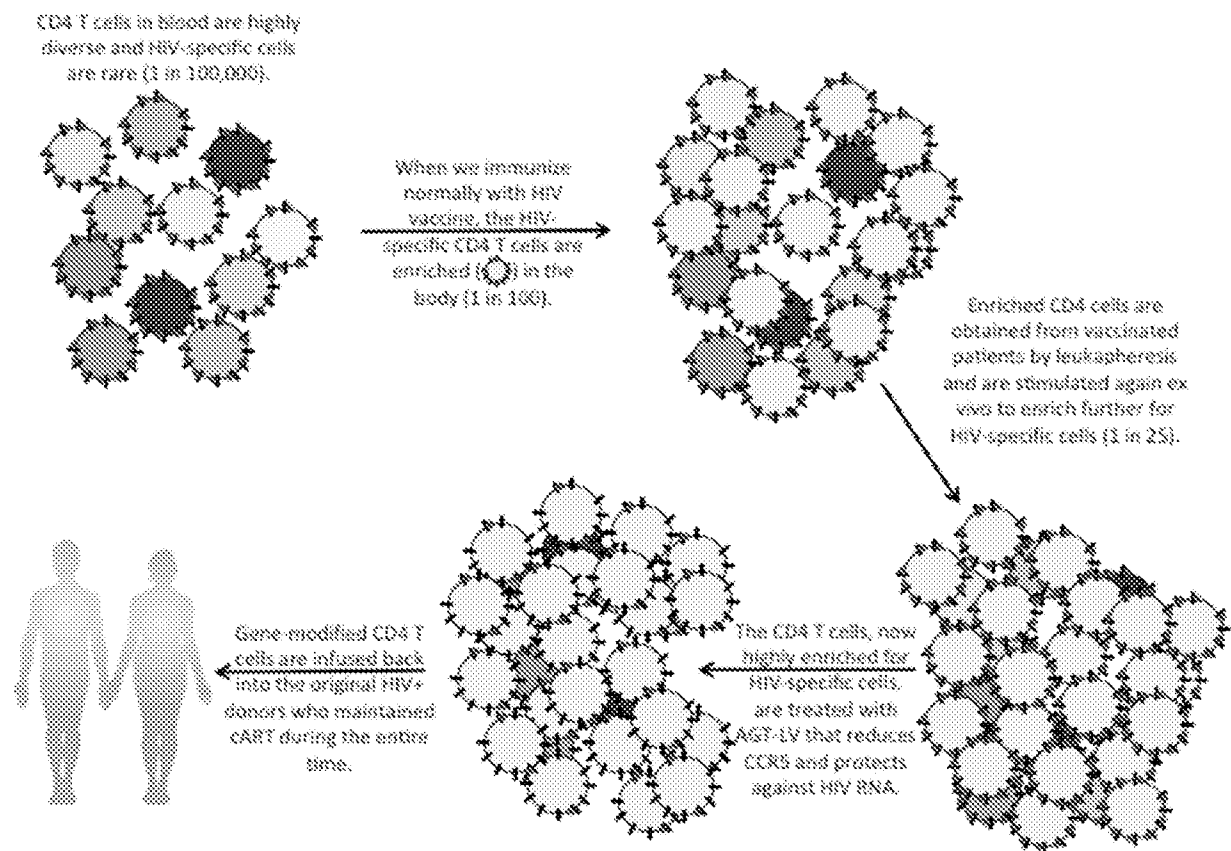 CD4 T cells in blood are highly
diverse and HIV-specific cells
are rare (1 in 100,000).
When we immunize
normally with HIV
vaccine, the HIV-
specific CD4 T cells are
enriched ( ) in the
body (1 in 100).
Enriched CD4 cells are
obtained from vaccinated
patients by leukapheresis
and are stimulated again ex
vivo to enrich further for
HIV-specific cells (1 in 25).
The CD4 T cells, now
highly enriched for
HIV-specific cells,
are treated with
AGT-LV that reduces
CCR5 and protects
against HIV RNA.
Gene-modified CD4 T
cells are infused back
into the original HIV+
donors who maintained
cART during the entire
time.